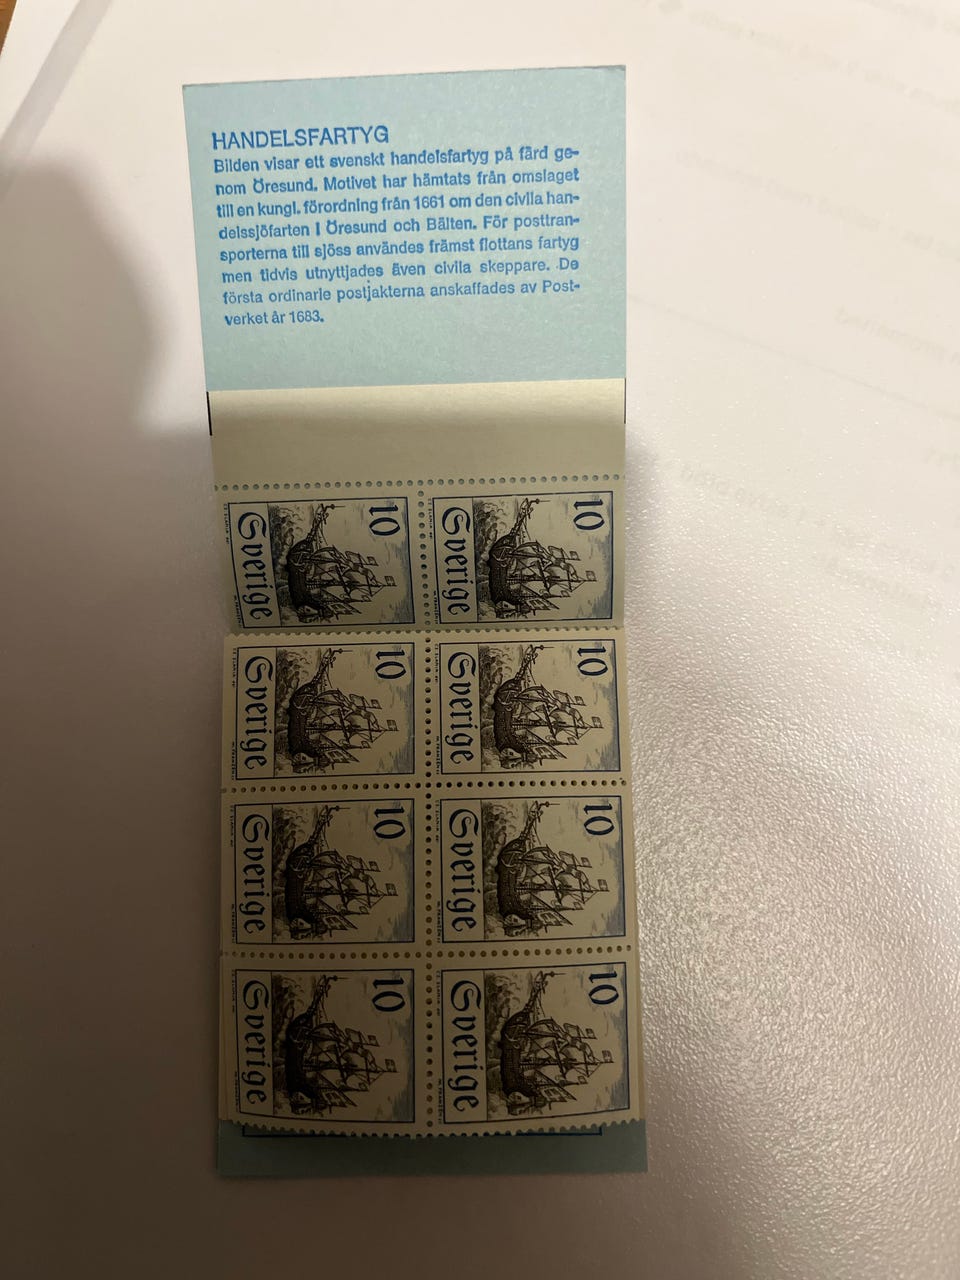 HANDELSFARTYG
Bilden visar ett svenskt handelsfartyg på färd ge-
nom Öresund. Motivet har hämtats från omslaget
till en kungl. förordning från 1661 om den civila han-
delssjöfarten i Öresund och Bälten. För posttran-
sporterna till sjöss användes främst flottans fartyg
men tidvis utnyttjades även civila skeppare. De
första ordinarie postjakterna anskaffades av Post-
verket år 1683.
10
Sverige
10
Sverige
10
Sverige
10
Sverige
10
Sverige
10
Sverige
10
Sverige
10
Sverige